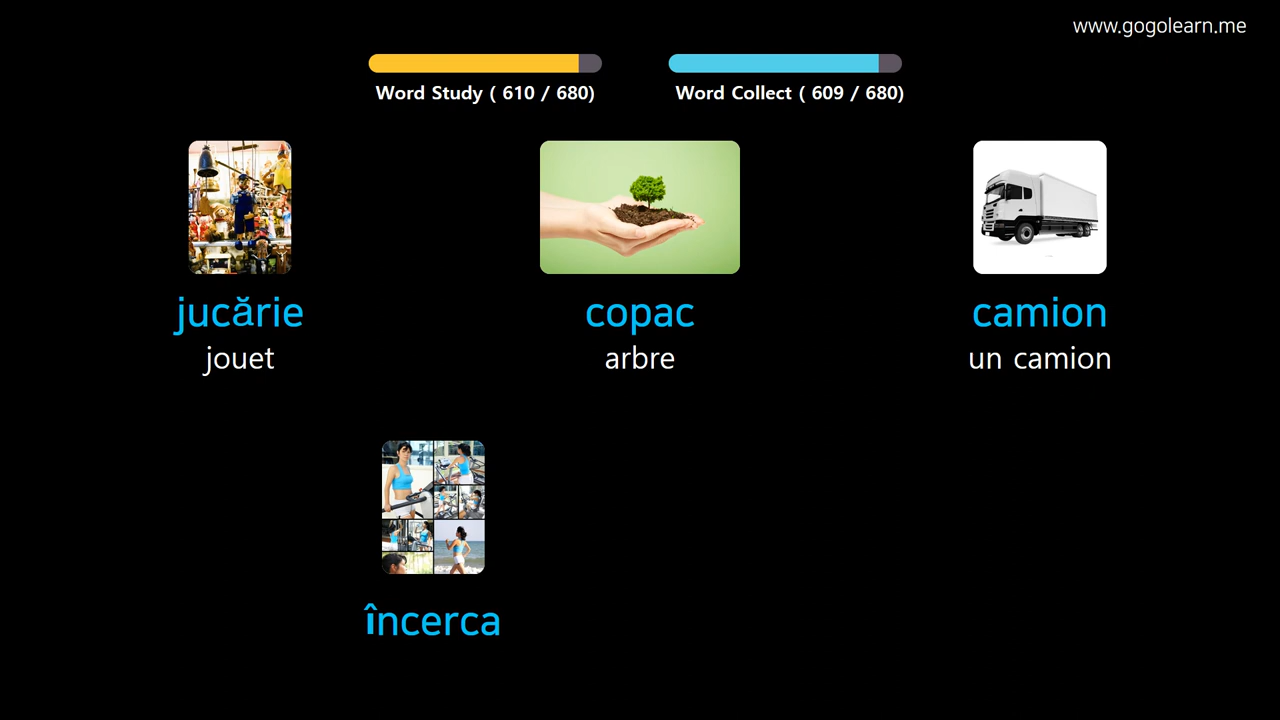 www.gogolearn.me
Word Study ( 610 / 680)
Word Collect ( 609 / 680)
jucărie
jouet
copac
arbre
camion
un camion
încerca